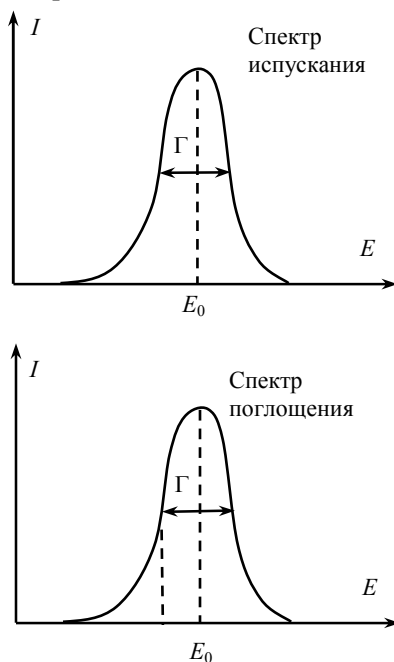 I
Спектр
испускания
Γ
E
E₀
I
Спектр
поглощения
Γ
E
E₀